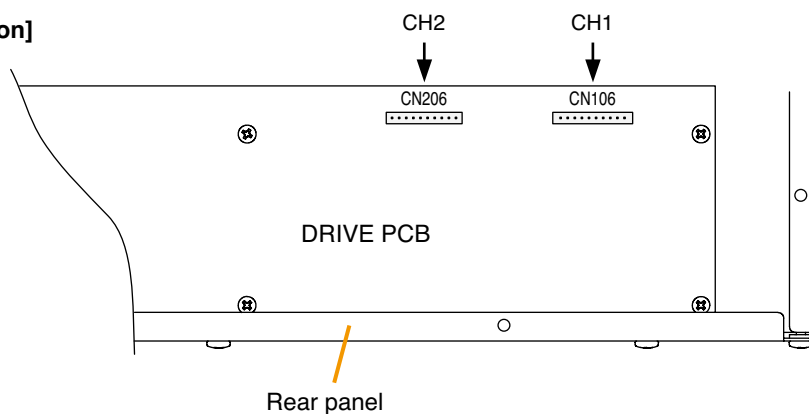 on]
CH2 CH1
CN206 CN106
DRIVE PCB
Rear panel